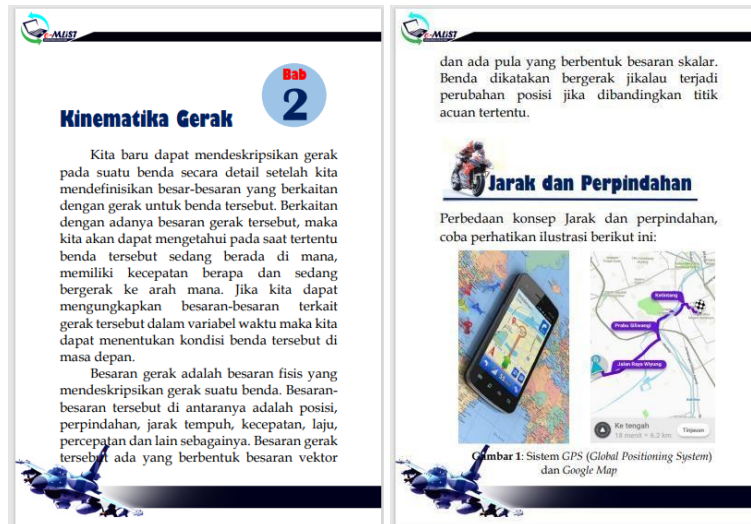 e-MLiST
Bab
2
Kinematika Gerak
Kita baru dapat mendeskripsikan gerak
pada suatu benda secara detail setelah kita
mendefinisikan besar-besaran yang berkaitan
dengan gerak untuk benda tersebut. Berkaitan
dengan adanya besaran gerak tersebut, maka
kita akan dapat mengetahui pada saat tertentu
benda tersebut sedang berada di mana,
memiliki kecepatan berapa dan sedang
bergerak ke arah mana. Jika kita dapat
mengungkapkan besaran-besaran terkait
gerak tersebut dalam variabel waktu maka kita
dapat menentukan kondisi benda tersebut di
masa depan.
Besaran gerak adalah besaran fisis yang
mendeskripsikan gerak suatu benda. Besaran-
besaran tersebut di antaranya adalah posisi,
perpindahan, jarak tempuh, kecepatan, laju,
percepatan dan lain sebagainya. Besaran gerak
tersebut ada yang berbentuk besaran vektor
e-MLiST
dan ada pula yang berbentuk besaran skalar.
Benda dikatakan bergerak jikalau terjadi
perubahan posisi jika dibandingkan titik
acuan tertentu.
Jarak dan Perpindahan
Perbedaan konsep Jarak dan perpindahan,
coba perhatikan ilustrasi berikut ini:
Ketintang
Prabu Siliwangi
Jalan Raya Wiyung
Ke tengah
18 menit • 6.2 km
Tinjauan
Gambar 1: Sistem GPS (Global Positioning System)
dan Google Map